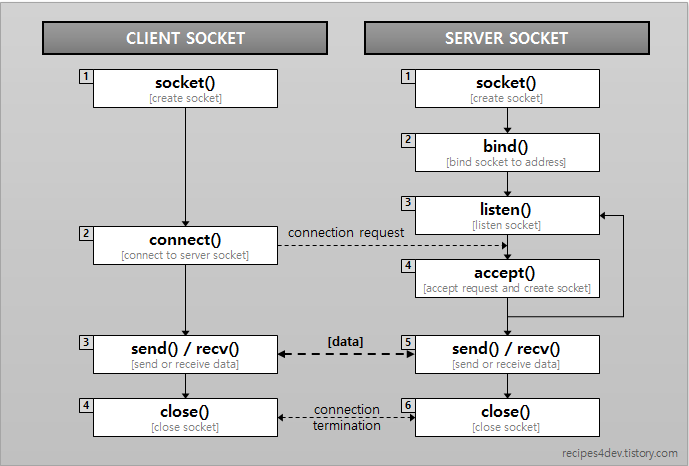 CLIENT SOCKET
SERVER SOCKET
1
socket()
[create socket]
1
socket()
[create socket]
2
bind()
[bind socket to address]
3
listen()
[listen socket]
2
connect()
[connect to server socket]
connection request
4
accept()
[accept request and create socket]
3
send() / recv()
[send or receive data]
[data]
5
send() / recv()
[send or receive data]
4
close()
[close socket]
connection
termination
6
close()
[close socket]
recipes4dev.tistory.com